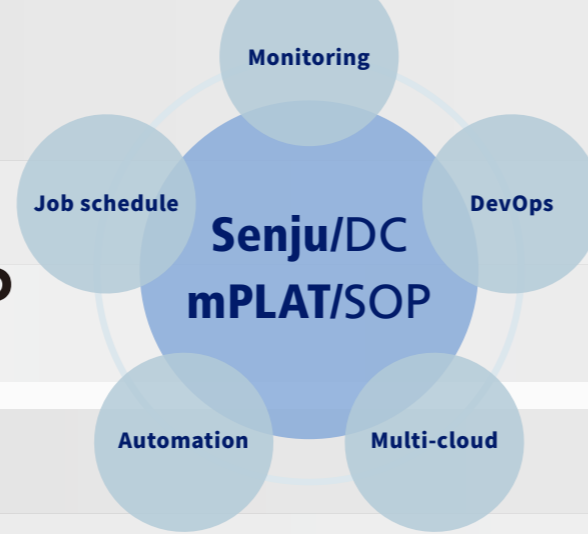 Monitoring
Job schedule
DevOps
Senju/DC
mPLAT/SOP
Automation
Multi-cloud